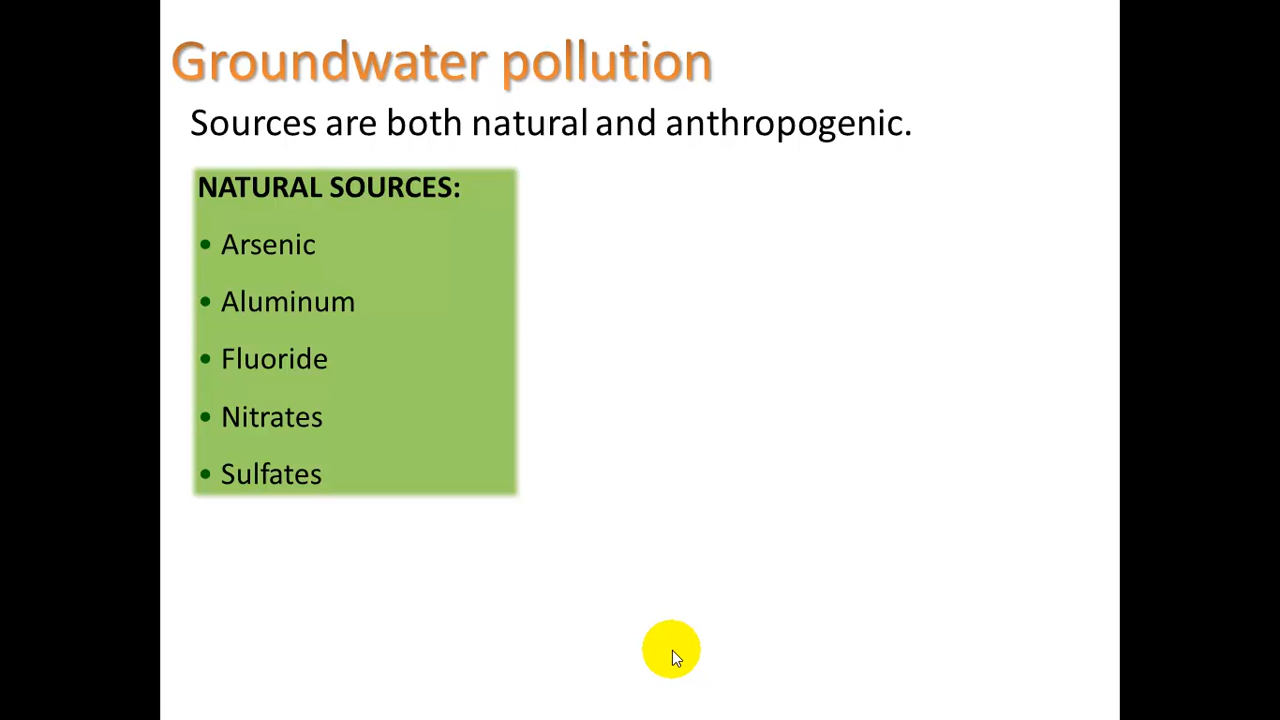 Groundwater pollution
Sources are both natural and anthropogenic.
NATURAL SOURCES:
• Arsenic
• Aluminum
• Fluoride
• Nitrates
• Sulfates